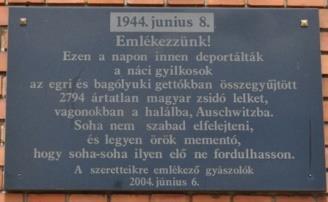 1944. junius 8.
Emlékezzünk!
Ezen a napon innen deportálták
a náci gyilkosok
az egri és bagólyuki gettókban összegyűjtött
2794 ártatlan magyar zsidó lelket,
vagonokban a halálba, Auschwitzba.
Soha nem szabad elfelejteni,
és legyen örök mementó,
hogy soha-soha ilyen elő ne fordulhasson.
A szeretteikre emlékező gyászolók
2004. június 6.